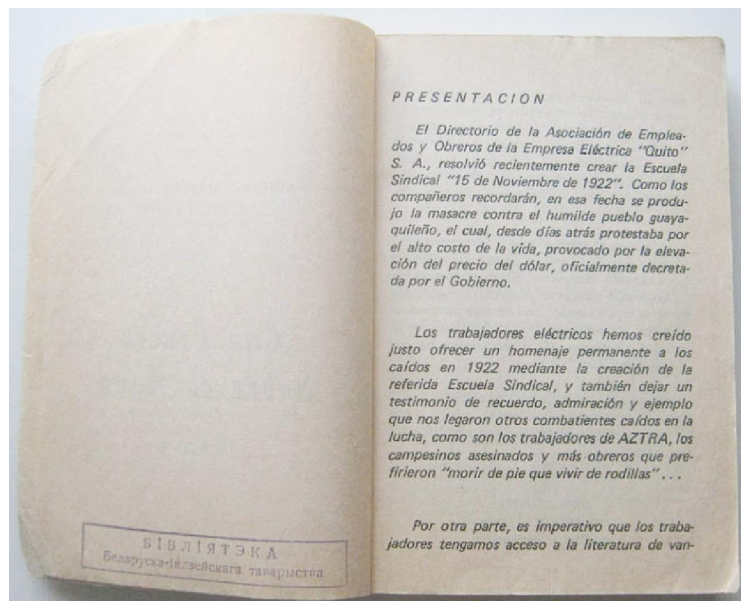 БІБЛІЯТЭКА
Беларуска-Індзейскага таварыства
PRESENTACION
El Directorio de la Asociación de Emplea-
dos y Obreros de la Empresa Eléctrica "Quito"
S. A., resolvió recientemente crear la Escuela
Sindical "15 de Noviembre de 1922". Como los
compañeros recordarán, en esa fecha se produ-
jo la masacre contra el humilde pueblo guaya-
quileño, el cual, desde días atrás protestaba por
el alto costo de la vida, provocado por la eleva-
ción del precio del dólar, oficialmente decreta-
da por el Gobierno.
Los trabajadores eléctricos hemos creído
justo ofrecer un homenaje permanente a los
caídos en 1922 mediante la creación de la
referida Escuela Sindical, y también dejar un
testimonio de recuerdo, admiración y ejemplo
que nos legaron otros combatientes caídos en la
lucha, como son los trabajadores de AZTRA, los
campesinos asesinados y más obreros que pre-
firieron "morir de pie que vivir de rodillas"...
Por otra parte, es imperativo que los traba-
jadores tengamos acceso a la literatura de van-